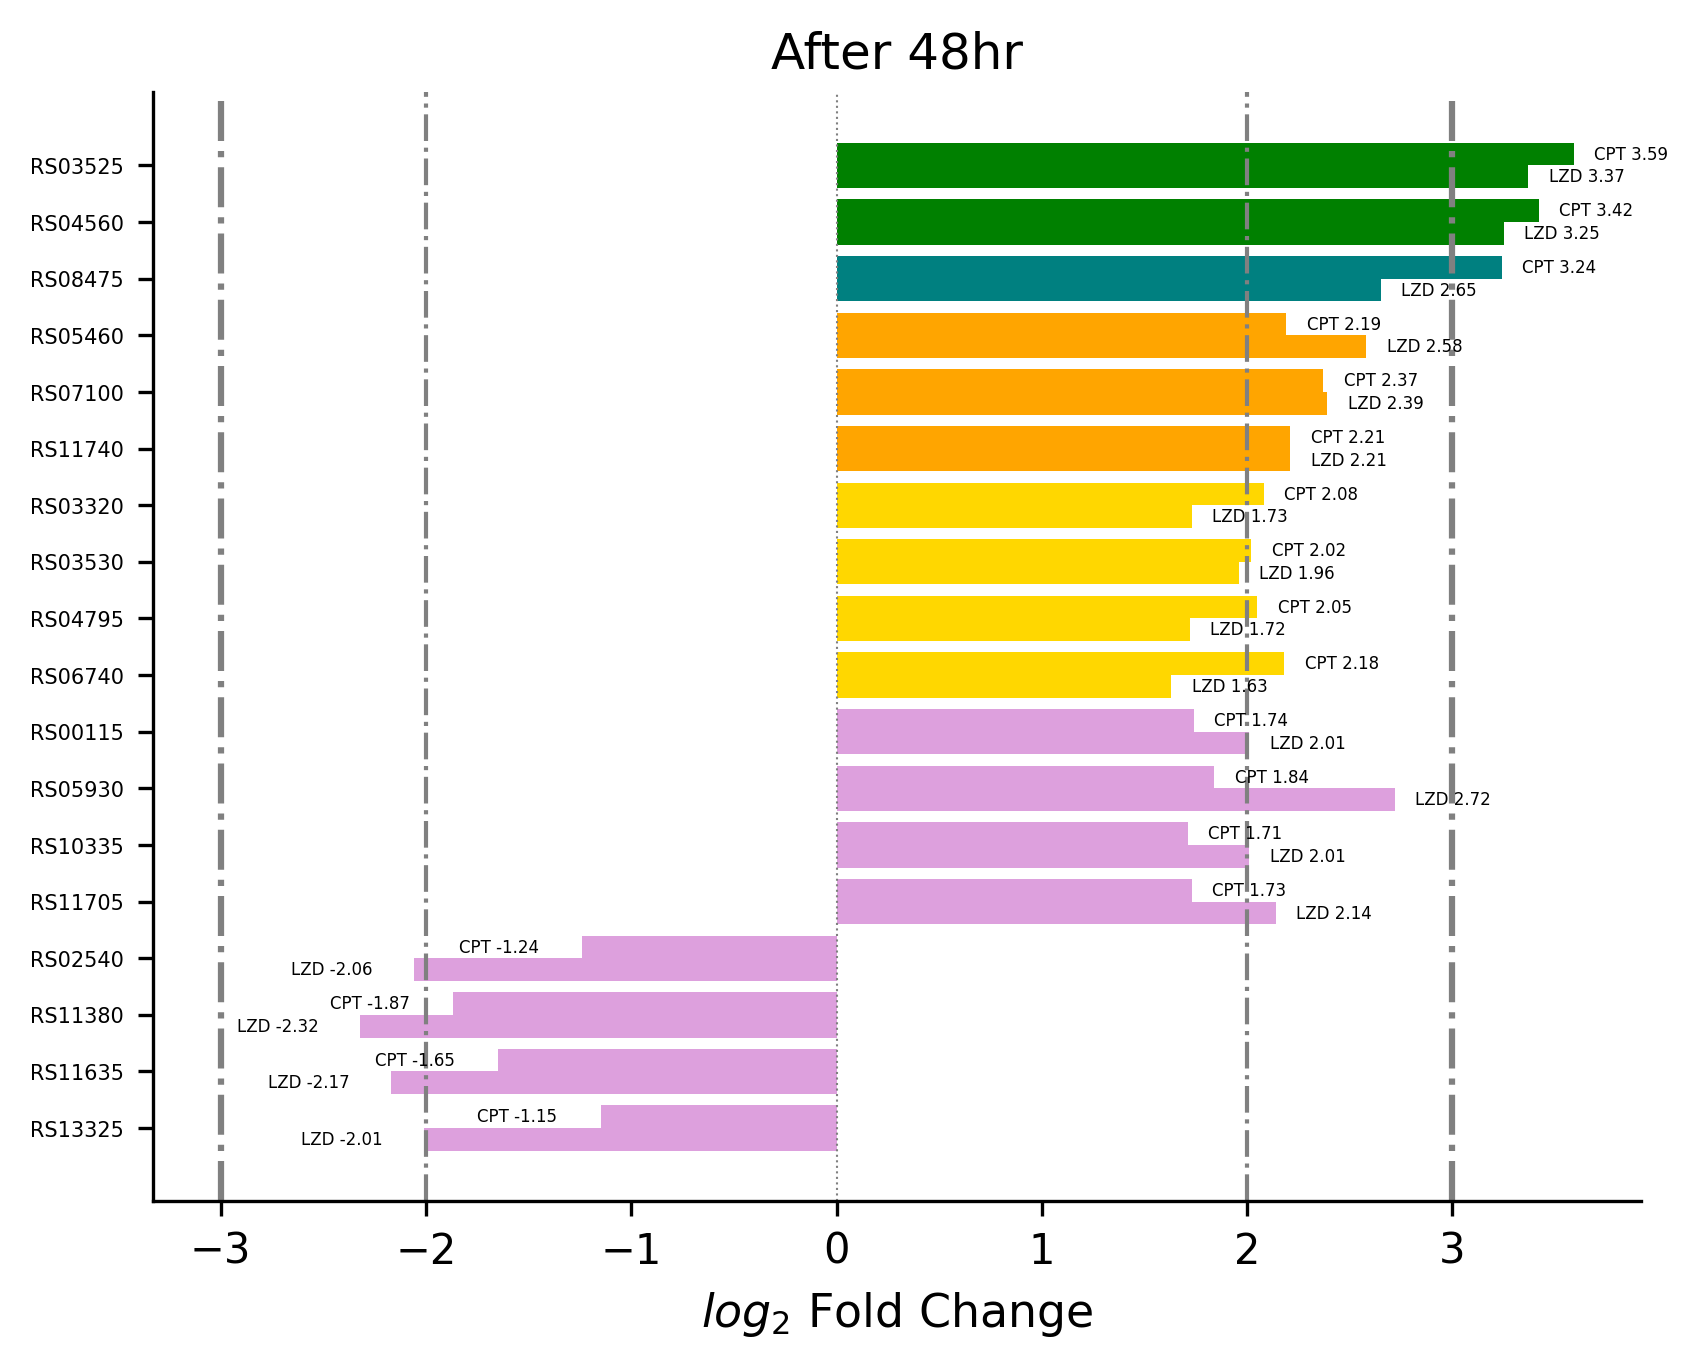 After 48hr
RS03525
CPT 3.59
LZD 3.37
RS04560
CPT 3.42
LZD 3.25
RS08475
CPT 3.24
LZD 2.65
RS05460
CPT 2.19
LZD 2.58
RS07100
CPT 2.37
LZD 2.39
RS11740
CPT 2.21
LZD 2.21
RS03320
CPT 2.08
LZD 1.73
RS03530
CPT 2.02
LZD 1.96
RS04795
CPT 2.05
LZD 1.72
RS06740
CPT 2.18
LZD 1.63
RS00115
CPT 1.74
LZD 2.01
RS05930
CPT 1.84
LZD 2.72
RS10335
CPT 1.71
LZD 2.01
RS11705
CPT 1.73
LZD 2.14
RS02540
CPT -1.24
LZD -2.06
RS11380
CPT -1.87
LZD -2.32
RS11635
CPT -1.65
LZD -2.17
RS13325
CPT -1.15
LZD -2.01
−3 −2 −1 0 1 2 3
log₂ Fold Change